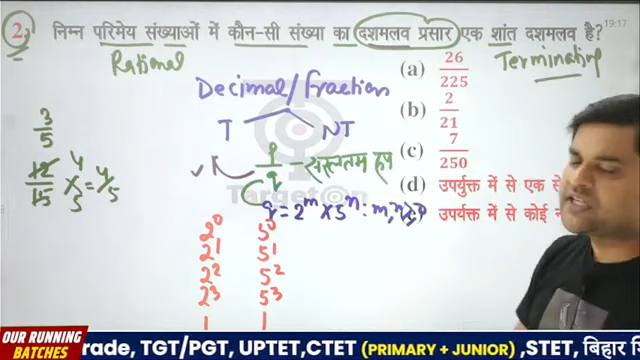 2. निम्न परिमेय संख्याओं में कौन-सी संख्या का दशमलव प्रसार एक शांत दशमलव है?
19:17
Rational
Terminating
(a) 26/225
(b) 2/21
(c) 7/250
(d) उपर्युक्त में से एक से
उपर्युक्त में से कोई
Decimal/fraction
T NT
3/5
12/15 4/5 = 4/5
p/q – सरलतम रूप
Target@n
q = 2^m × 5^n : m, n
2^0 5^0
2^1 5^1
2^2 5^2
2^3 5^3
OUR RUNNING
BATCHES
rade, TGT/PGT, UPTET,CTET (PRIMARY + JUNIOR) ,STET, बिहार